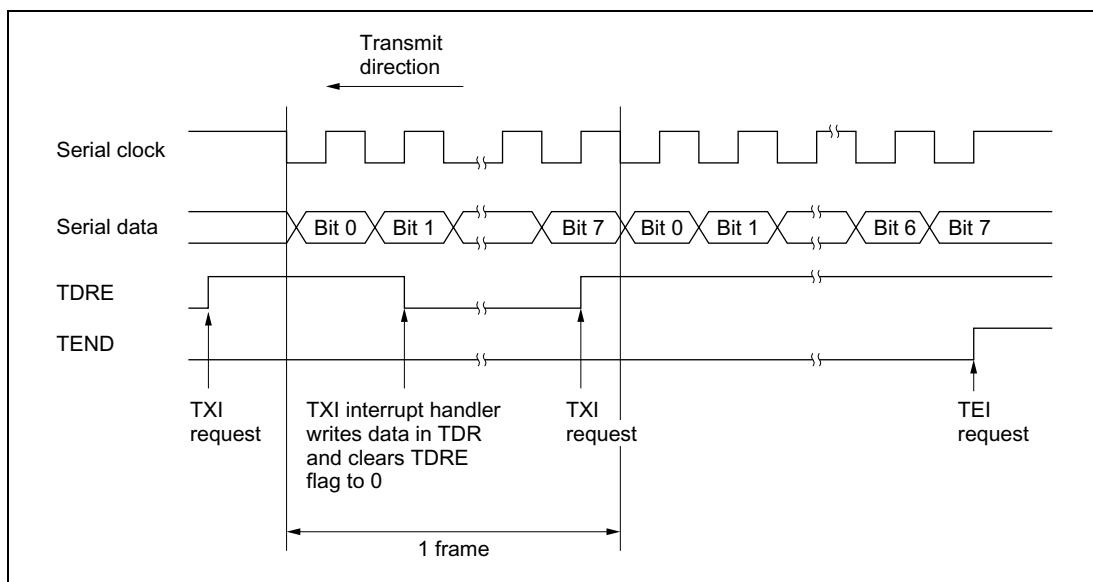 Transmit
direction
Serial clock
Serial data
Bit 0
Bit 1
Bit 7
Bit 0
Bit 1
Bit 6
Bit 7
TDRE
TEND
TXI
request
TXI interrupt handler
writes data in TDR
and clears TDRE
flag to 0
TXI
request
TEI
request
1 frame